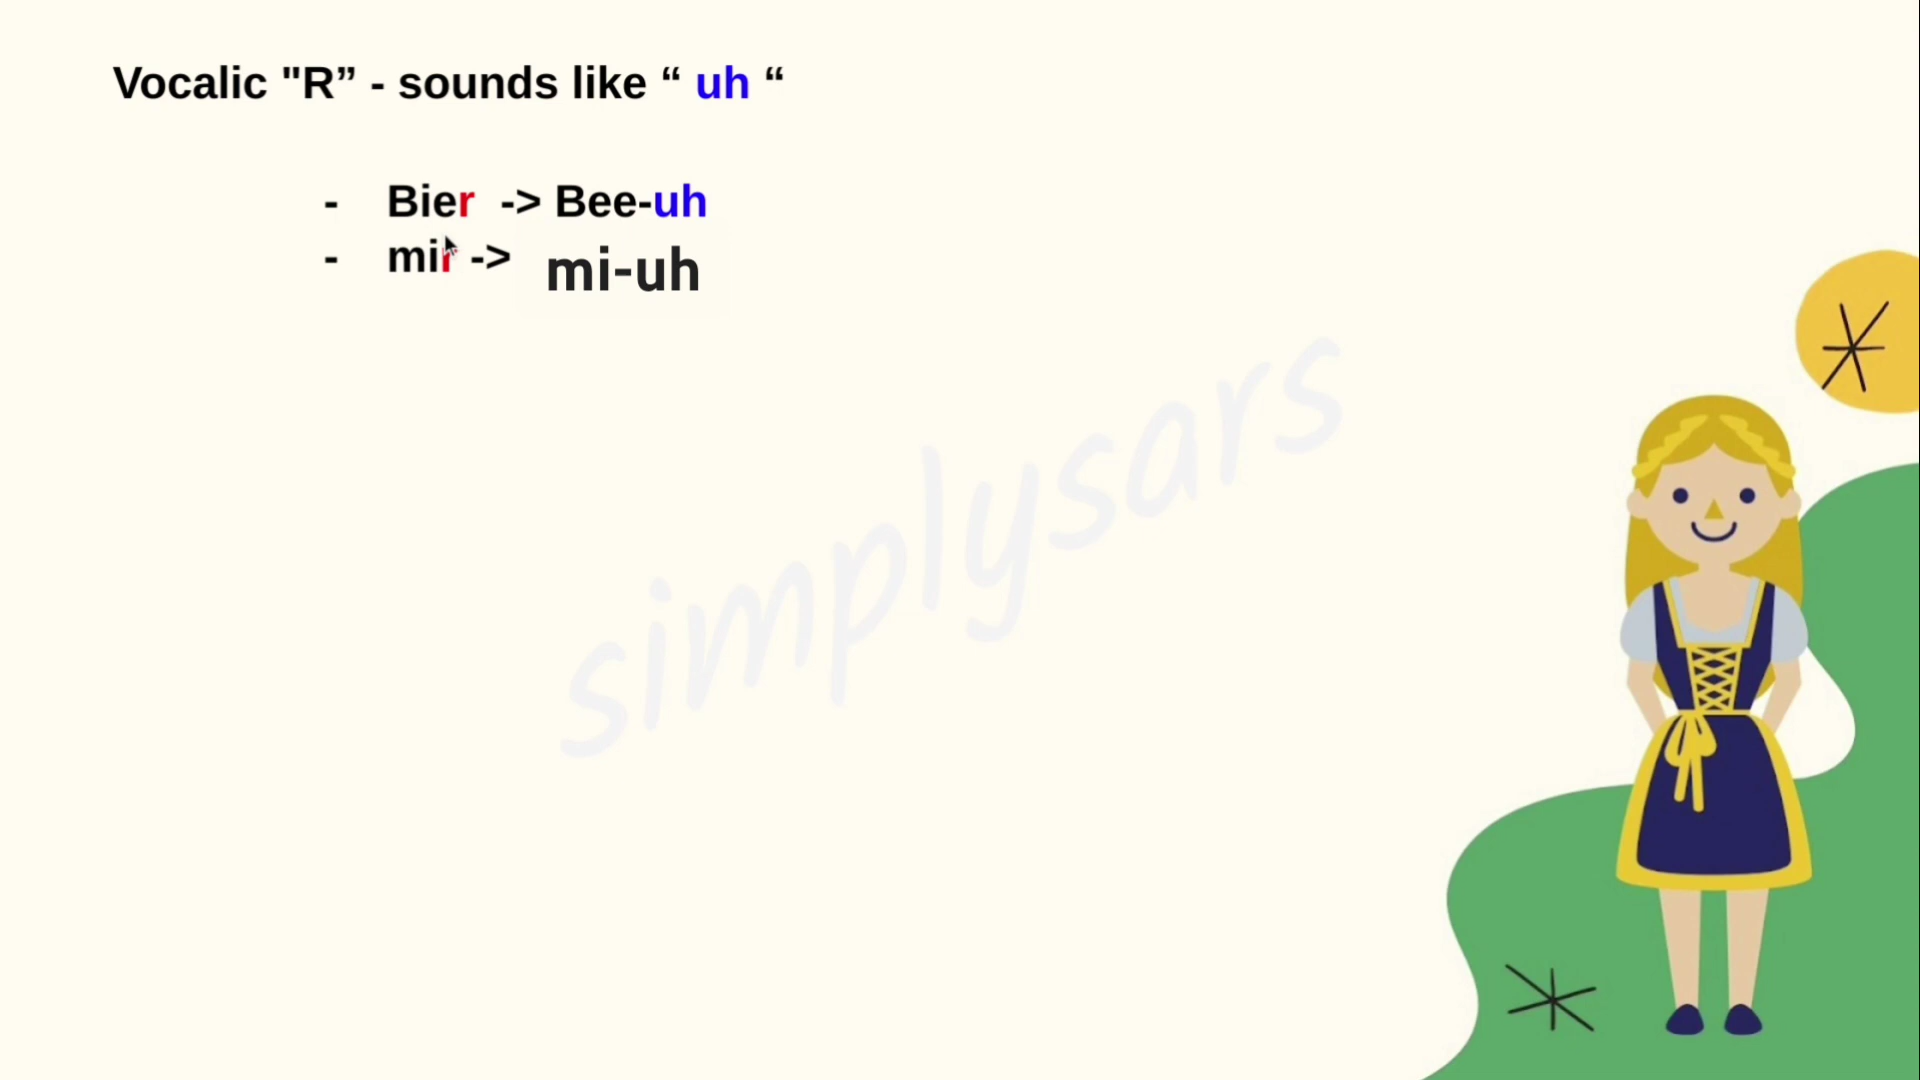 Vocalic "R” - sounds like “ uh “
- Bier -> Bee-uh
- mir -> mi-uh
simplysars